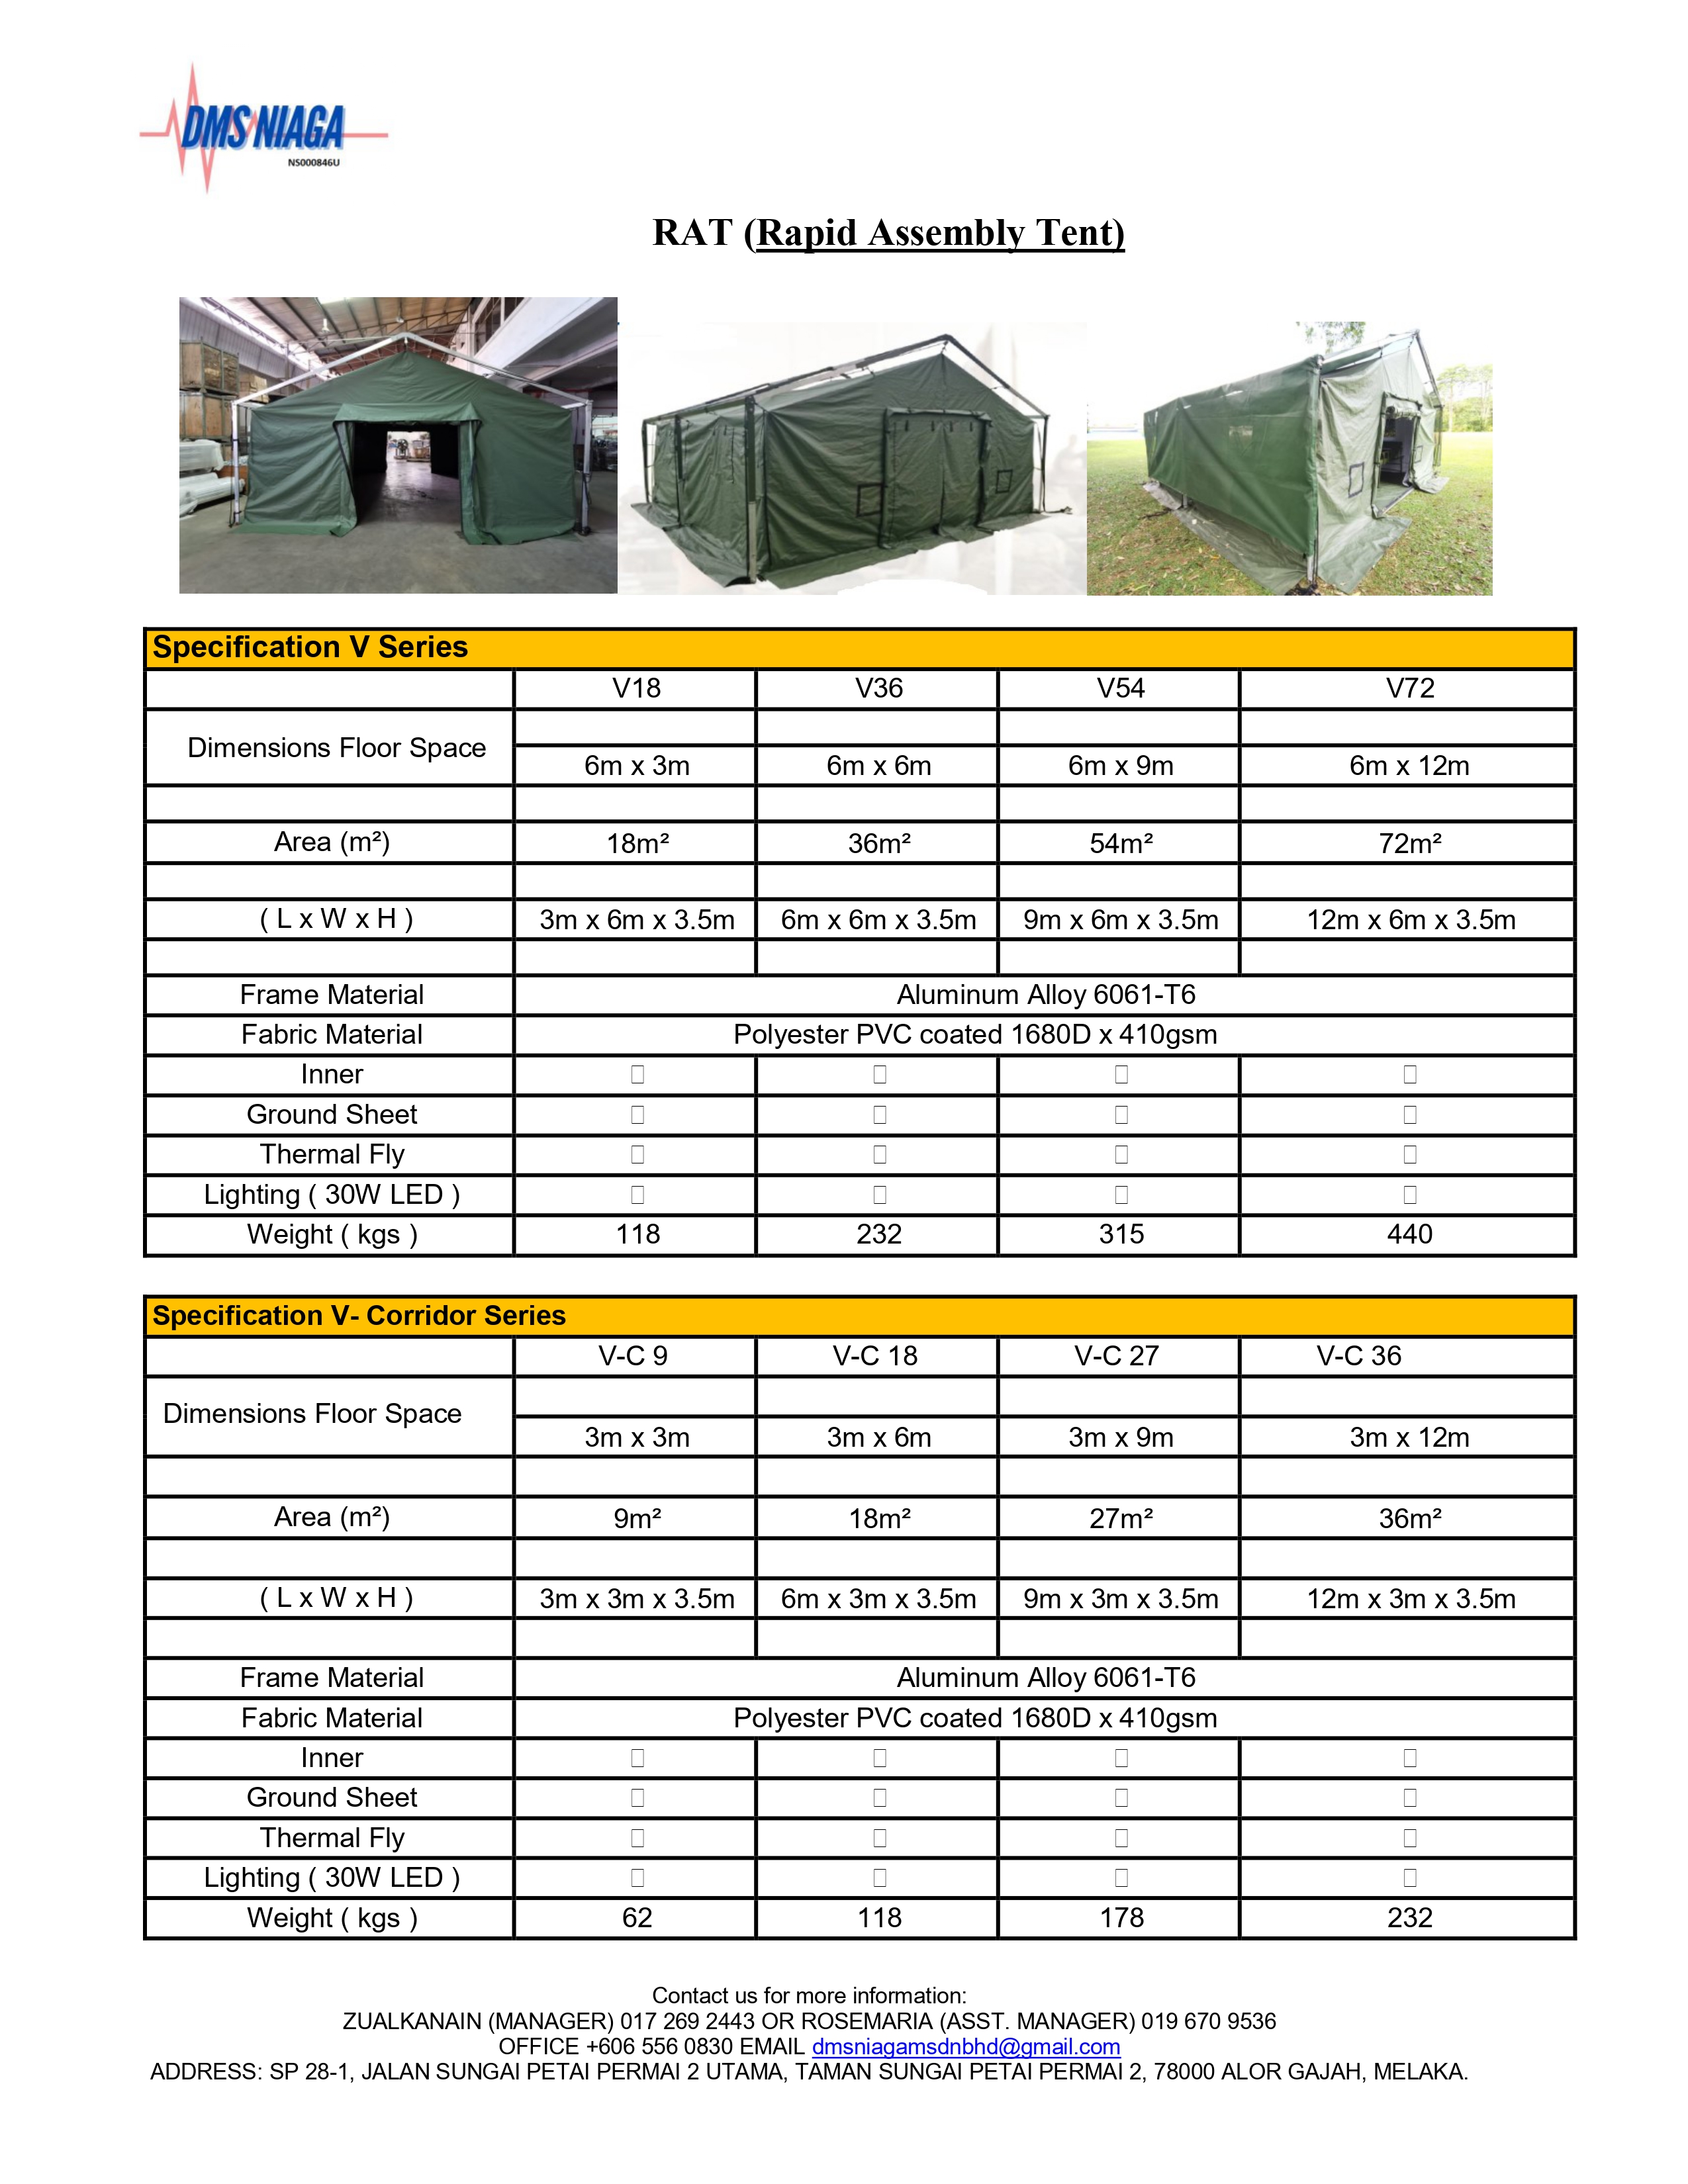 DMS NIAGA
NS000846U
RAT (Rapid Assembly Tent)
Specification V Series
V18 V36 V54 V72
Dimensions Floor Space
6m x 3m 6m x 6m 6m x 9m 6m x 12m
Area (m²) 18m² 36m² 54m² 72m²
( L x W x H ) 3m x 6m x 3.5m 6m x 6m x 3.5m 9m x 6m x 3.5m 12m x 6m x 3.5m
Frame Material Aluminum Alloy 6061-T6
Fabric Material Polyester PVC coated 1680D x 410gsm
Inner
Ground Sheet
Thermal Fly
Lighting ( 30W LED )
Weight ( kgs ) 118 232 315 440
Specification V- Corridor Series
V-C 9 V-C 18 V-C 27 V-C 36
Dimensions Floor Space
3m x 3m 3m x 6m 3m x 9m 3m x 12m
Area (m²) 9m² 18m² 27m² 36m²
( L x W x H ) 3m x 3m x 3.5m 6m x 3m x 3.5m 9m x 3m x 3.5m 12m x 3m x 3.5m
Frame Material Aluminum Alloy 6061-T6
Fabric Material Polyester PVC coated 1680D x 410gsm
Inner
Ground Sheet
Thermal Fly
Lighting ( 30W LED )
Weight ( kgs ) 62 118 178 232
Contact us for more information:
ZUALKANAIN (MANAGER) 017 269 2443 OR ROSEMARIA (ASST. MANAGER) 019 670 9536
OFFICE +606 556 0830 EMAIL dmsniagamsdnbhd@gmail.com
ADDRESS: SP 28-1, JALAN SUNGAI PETAI PERMAI 2 UTAMA, TAMAN SUNGAI PETAI PERMAI 2, 78000 ALOR GAJAH, MELAKA.